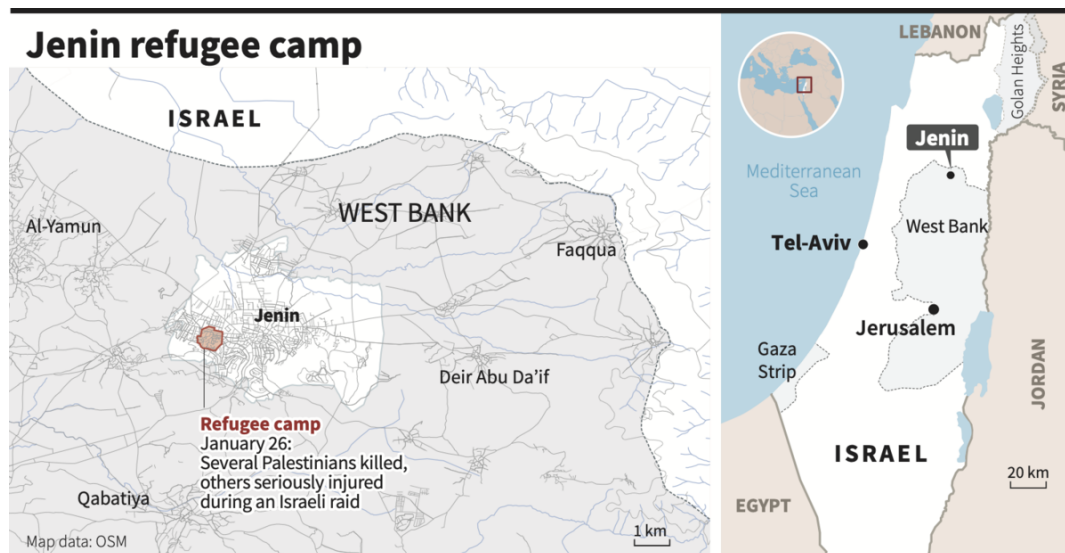 Jenin refugee camp
ISRAEL
WEST BANK
Al-Yamun
Faqqua
Jenin
Deir Abu Da’if
Refugee camp
January 26:
Several Palestinians killed,
others seriously injured
during an Israeli raid
Qabatiya
1 km
Map data: OSM
LEBANON
Golan Heights
SYRIA
Jenin
Mediterranean
Sea
West Bank
Tel-Aviv
Jerusalem
Gaza
Strip
JORDAN
ISRAEL
20 km
EGYPT